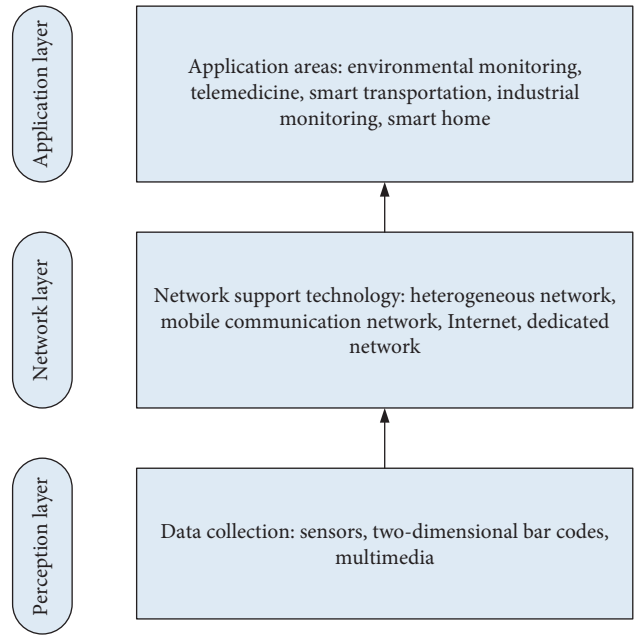 Application layer
Application areas: environmental monitoring,
telemedicine, smart transportation, industrial
monitoring, smart home
Network layer
Network support technology: heterogeneous network,
mobile communication network, Internet, dedicated
network
Perception layer
Data collection: sensors, two-dimensional bar codes,
multimedia